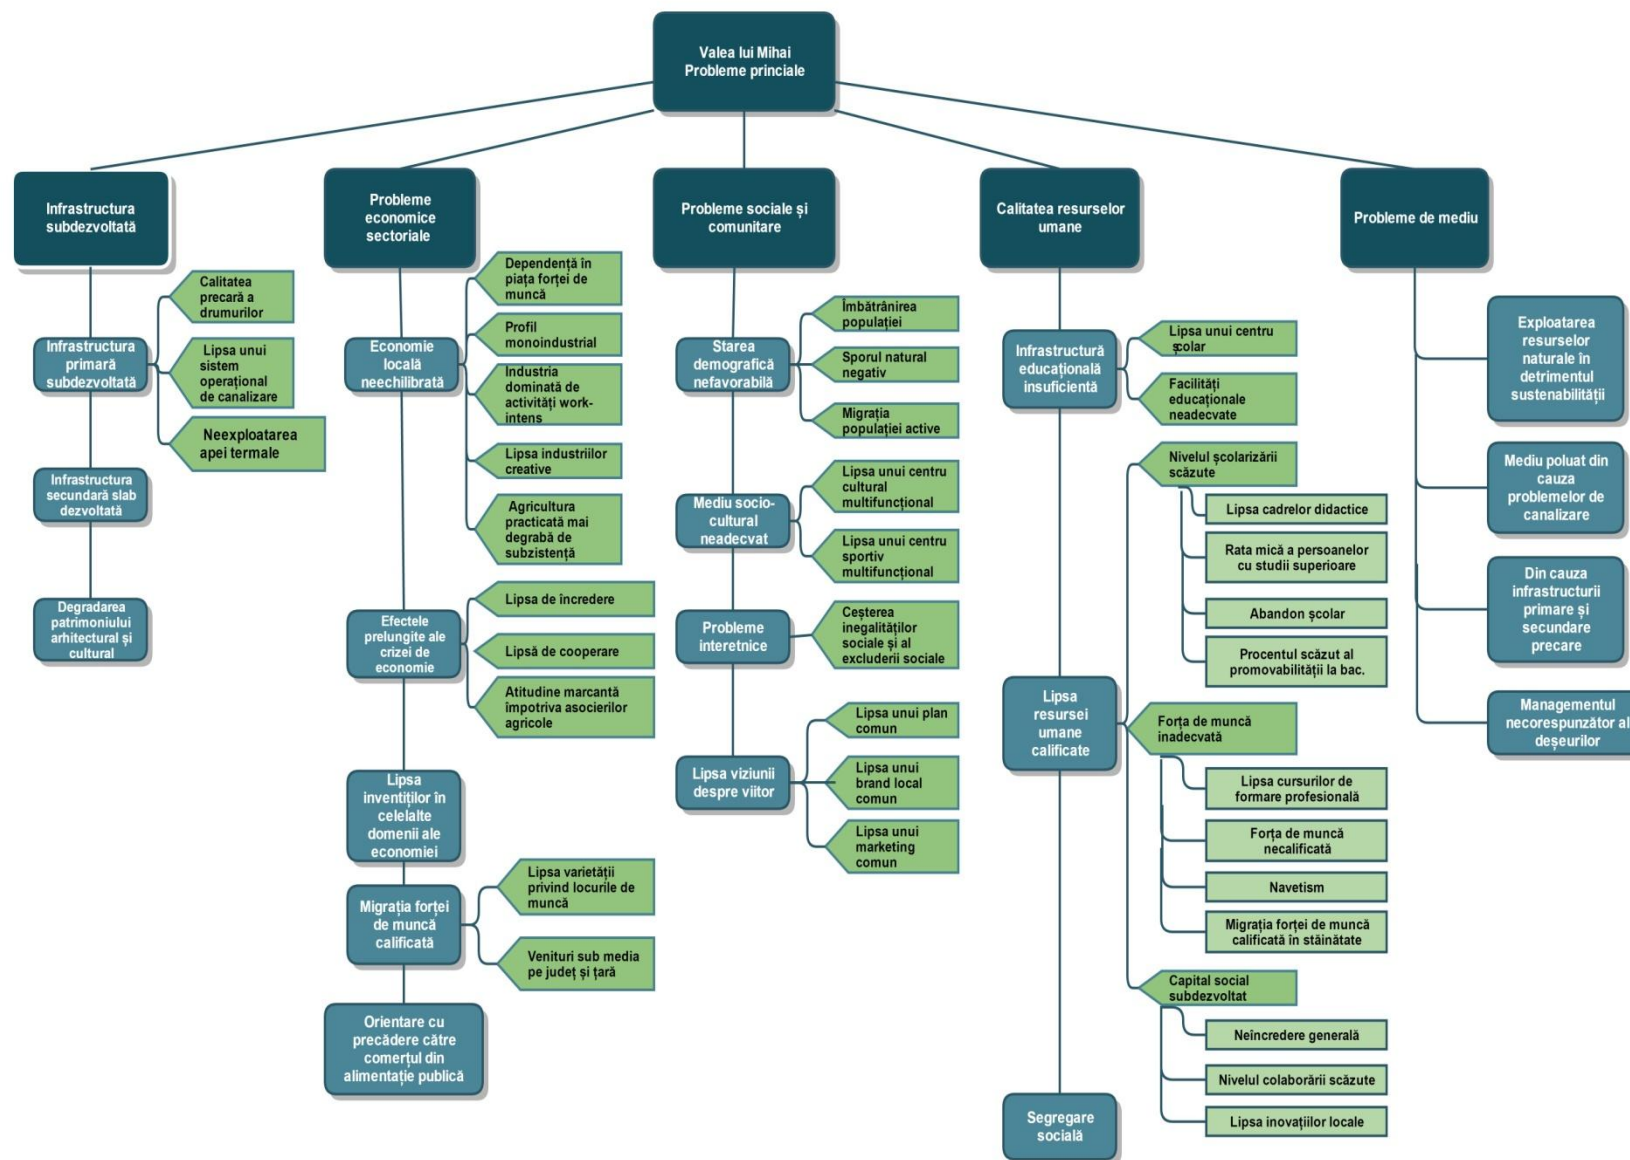 Valea lui Mihai
Probleme princiale
Infrastructura
subdezvoltată
Calitatea
precară a
drumurilor
Infrastructura
primară
subdezvoltată
Lipsa unui
sistem
operațional
de canalizare
Neexploatarea
apei termale
Infrastructura
secundară slab
dezvoltată
Degradarea
patrimoniului
arhitectural și
cultural
Probleme
economice
sectoriale
Dependență în
piața forței de
muncă
Profil
monoindustrial
Economie
locală
neechilibrată
Industria
dominată de
activități work-
intens
Lipsa industriilor
creative
Agricultura
practicată mai
degrabă de
subzistență
Lipsa de încredere
Efectele
prelungite ale
crizei de
economie
Lipsă de cooperare
Atitudine marcantă
împotriva asocierilor
agricole
Lipsa
invențiilor în
celelalte
domenii ale
economiei
Lipsa varietății
privind locurile de
muncă
Migrația forței
de muncă
calificată
Venituri sub media
pe județ și țară
Orientare cu
precădere către
comerțul din
alimentație publică
Probleme sociale și
comunitare
Îmbătrânirea
populației
Starea
demografică
nefavorabilă
Sporul natural
negativ
Migrația
populației active
Lipsa unui centru
cultural
multifuncțional
Mediu socio-
cultural
neadecvat
Lipsa unui centru
sportiv
multifuncțional
Probleme
interetnice
Ceșterea
inegalităților
sociale și al
excluderii sociale
Lipsa unui plan
comun
Lipsa viziunii
despre viitor
Lipsa unui
brand local
comun
Lipsa unui
marketing
comun
Calitatea resurselor
umane
Infrastructură
educațională
insuficientă
Lipsa unui centru
școlar
Facilități
educaționale
neadecvate
Nivelul școlarizării
scăzute
Lipsa cadrelor didactice
Rata mică a persoanelor
cu studii superioare
Abandon școlar
Procentul scăzut al
promovabilității la bac.
Lipsa
resursei
umane
calificate
Forța de muncă
inadecvată
Lipsa cursurilor de
formare profesională
Forța de muncă
necalificată
Navetism
Migrația forței de muncă
calificată în stăinătate
Capital social
subdezvoltat
Neîncredere generală
Nivelul colaborării scăzute
Lipsa inovațiilor locale
Segregare
socială
Probleme de mediu
Exploatarea
resurselor
naturale în
detrimentul
sustenabilității
Mediu poluat din
cauza
problemelor de
canalizare
Din cauza
infrastructurii
primare și
secundare
precare
Managementul
necorespunzător al
deșeurilor